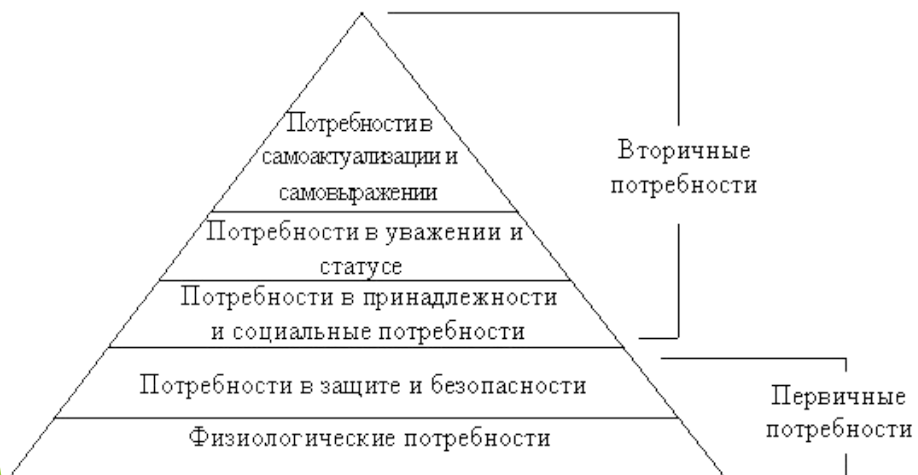 Потребности в
самоактуализации и
самовыражении
Потребности в уважении и
статусе
Потребности в принадлежности
и социальные потребности
Потребности в защите и безопасности
Физиологические потребности
Вторичные
потребности
Первичные
потребности